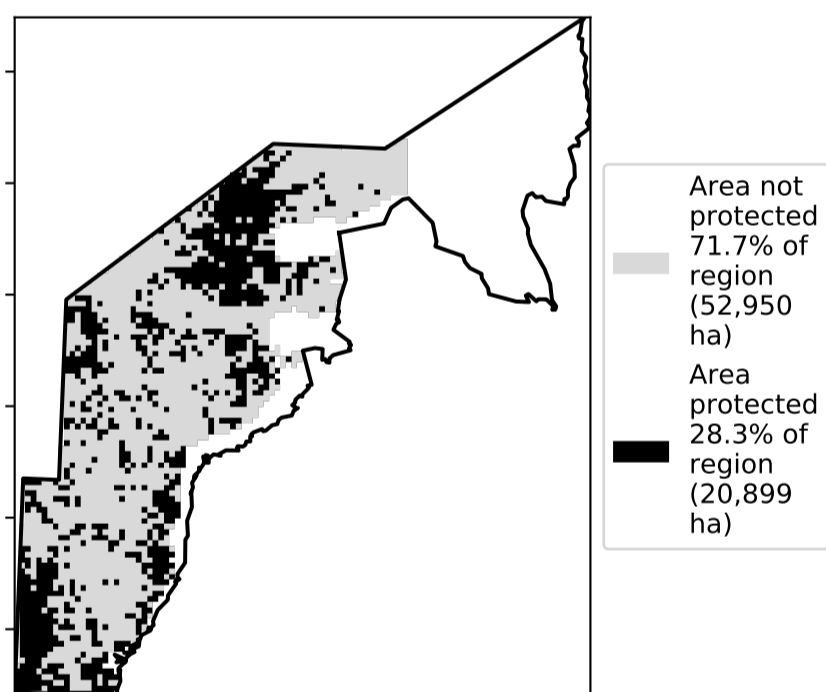 Area not
protected
71.7% of
region
(52,950
ha)
Area
protected
28.3% of
region
(20,899
ha)